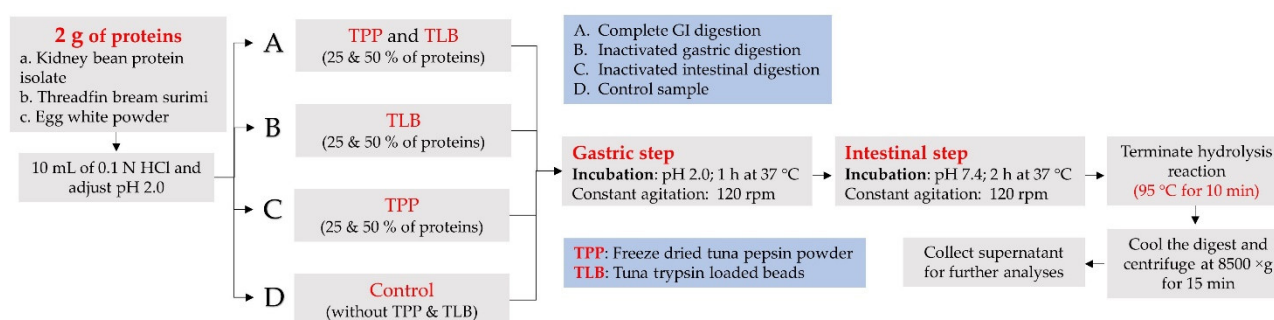 2 g of proteins
a. Kidney bean protein
isolate
b. Threadfin bream surimi
c. Egg white powder
10 mL of 0.1 N HCl and
adjust pH 2.0
A
TPP and TLB
(25 & 50 % of proteins)
B
TLB
(25 & 50 % of proteins)
C
TPP
(25 & 50 % of proteins)
D
Control
(without TPP & TLB)
A. Complete GI digestion
B. Inactivated gastric digestion
C. Inactivated intestinal digestion
D. Control sample
Gastric step
Incubation: pH 2.0; 1 h at 37 °C
Constant agitation: 120 rpm
Intestinal step
Incubation: pH 7.4; 2 h at 37 °C
Constant agitation: 120 rpm
Terminate hydrolysis
reaction
(95 °C for 10 min)
TPP: Freeze dried tuna pepsin powder
TLB: Tuna trypsin loaded beads
Cool the digest and
centrifuge at 8500 ×g
for 15 min
Collect supernatant
for further analyses